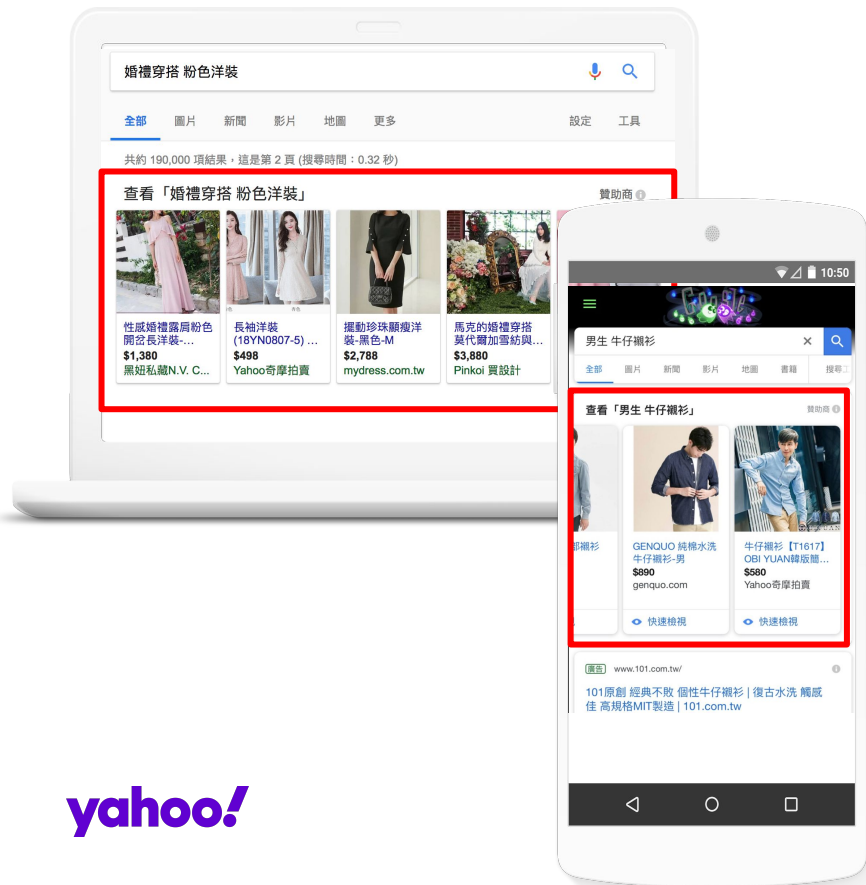 婚禮穿搭 粉色洋裝
全部 圖片 新聞 影片 地圖 更多 設定 工具
共約 190,000 項結果，這是第 2 頁 (搜尋時間：0.32 秒)
查看「婚禮穿搭 粉色洋裝」 贊助商
性感婚禮露肩粉色
開岔長洋裝-...
$1,380
黑妞私藏N.V. C...
長袖洋裝
(18YN0807-5) ...
$498
Yahoo奇摩拍賣
擺動珍珠顯瘦洋
裝-黑色-M
$2,788
mydress.com.tw
馬克的婚禮穿搭
莫代爾加雪紡與...
$3,880
Pinkoi 買設計
10:50
Google
男生 牛仔襯衫
全部 圖片 新聞 影片 地圖 書籍 搜尋
查看「男生 牛仔襯衫」 贊助商
部襯衫
GENQUO 純棉水洗
牛仔襯衫-男
$890
genquo.com
快速檢視
牛仔襯衫【T1617】
OBI YUAN韓版簡...
$580
Yahoo奇摩拍賣
快速檢視
廣告 www.101.com.tw/
101原創 經典不敗 個性牛仔襯衫 | 復古水洗 觸感
佳 高規格MIT製造 | 101.com.tw
yahoo!